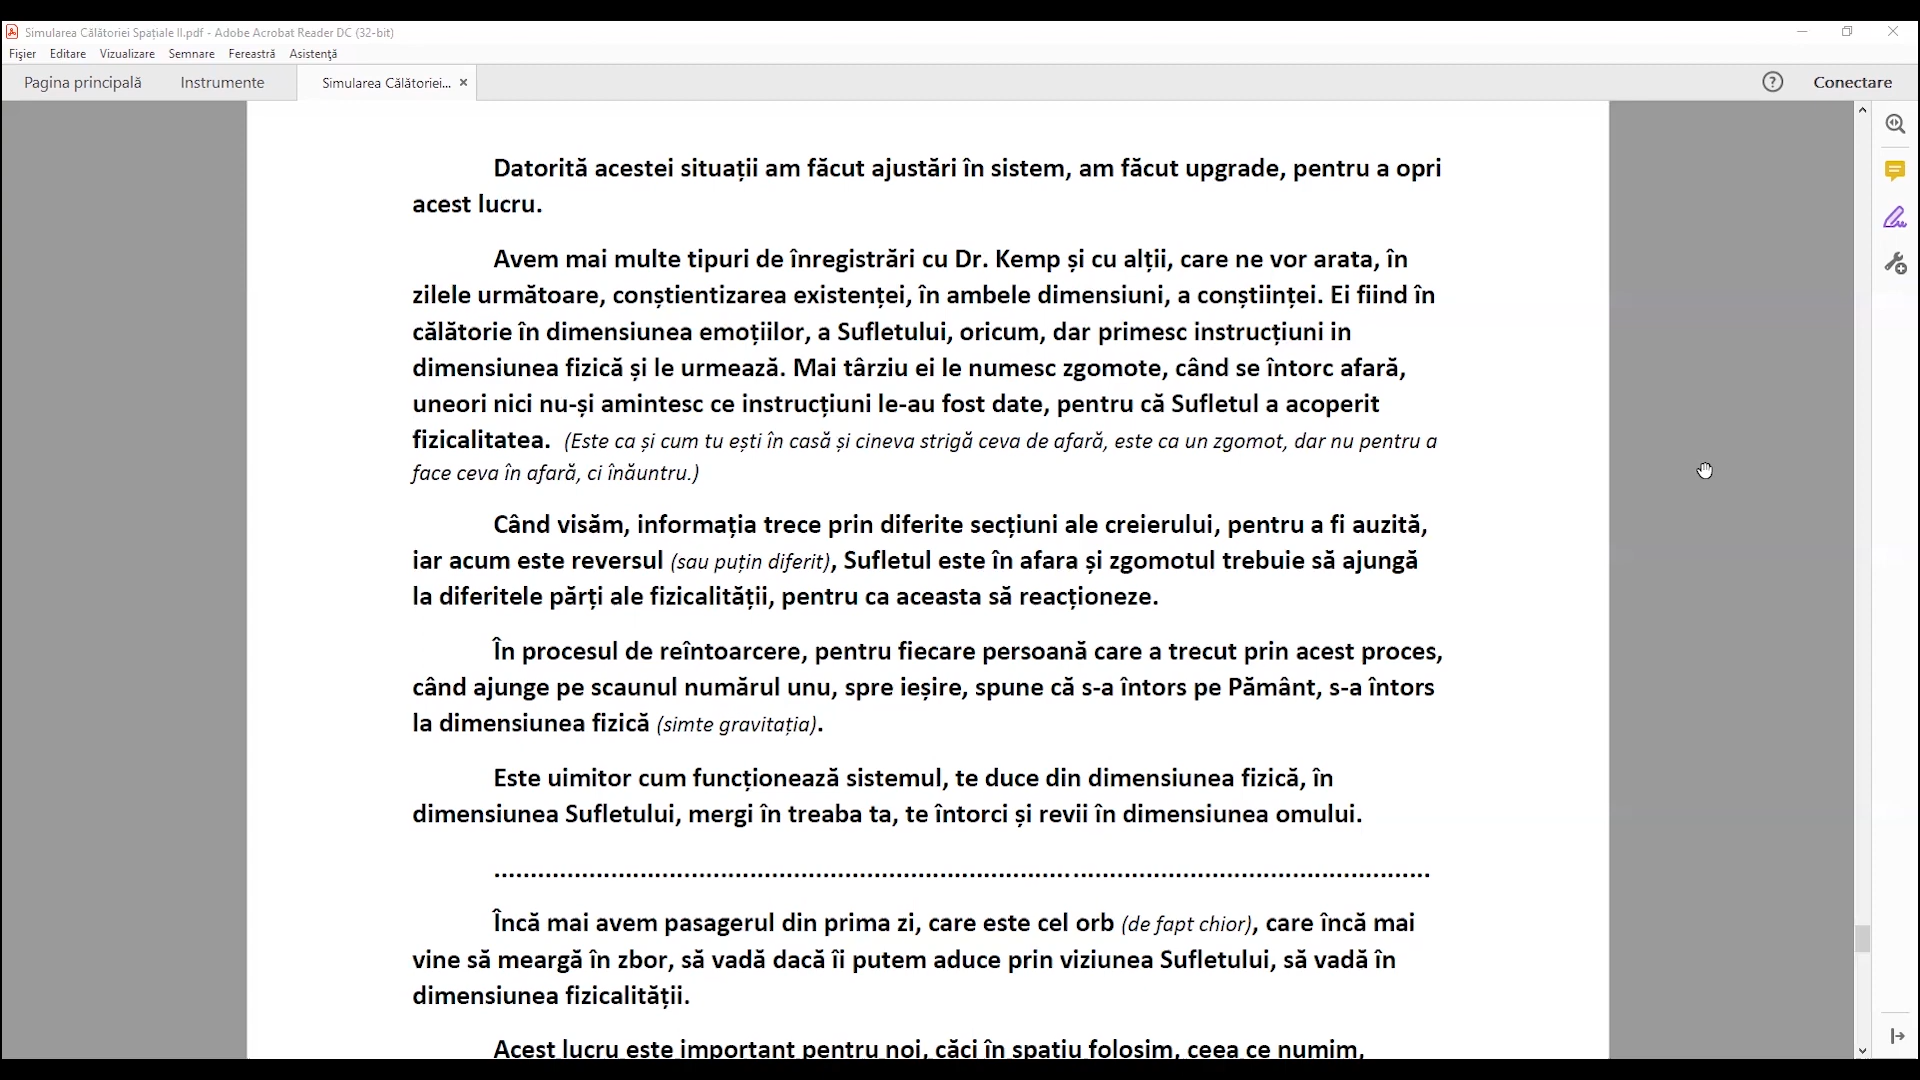 Simularea Călătoriei Spațiale II.pdf - Adobe Acrobat Reader DC (32-bit)
Fișier Editare Vizualizare Semnare Fereastră Asistență
Pagina principală Instrumente Simularea Călătoriei... × ? Conectare
Datorită acestei situații am făcut ajustări în sistem, am făcut upgrade, pentru a opri
acest lucru.
Avem mai multe tipuri de înregistrări cu Dr. Kemp și cu alții, care ne vor arata, în
zilele următoare, conștientizarea existenței, în ambele dimensiuni, a conștiinței. Ei fiind în
călătorie în dimensiunea emoțiilor, a Sufletului, oricum, dar primesc instrucțiuni in
dimensiunea fizică și le urmează. Mai târziu ei le numesc zgomote, când se întorc afară,
uneori nici nu-și amintesc ce instrucțiuni le-au fost date, pentru că Sufletul a acoperit
fizicalitatea. (Este ca și cum tu ești în casă și cineva strigă ceva de afară, este ca un zgomot, dar nu pentru a
face ceva în afară, ci înăuntru.)
Când visăm, informația trece prin diferite secțiuni ale creierului, pentru a fi auzită,
iar acum este reversul (sau puțin diferit), Sufletul este în afara și zgomotul trebuie să ajungă
la diferitele părți ale fizicalității, pentru ca aceasta să reacționeze.
În procesul de reîntoarcere, pentru fiecare persoană care a trecut prin acest proces,
când ajunge pe scaunul numărul unu, spre ieșire, spune că s-a întors pe Pământ, s-a întors
la dimensiunea fizică (simte gravitația).
Este uimitor cum funcționează sistemul, te duce din dimensiunea fizică, în
dimensiunea Sufletului, mergi în treaba ta, te întorci și revii în dimensiunea omului.
................................................................................................................................
Încă mai avem pasagerul din prima zi, care este cel orb (de fapt chior), care încă mai
vine să meargă în zbor, să vadă dacă îi putem aduce prin viziunea Sufletului, să vadă în
dimensiunea fizicalității.
Acest lucru este important pentru noi, căci în spațiu folosim, ceea ce numim,